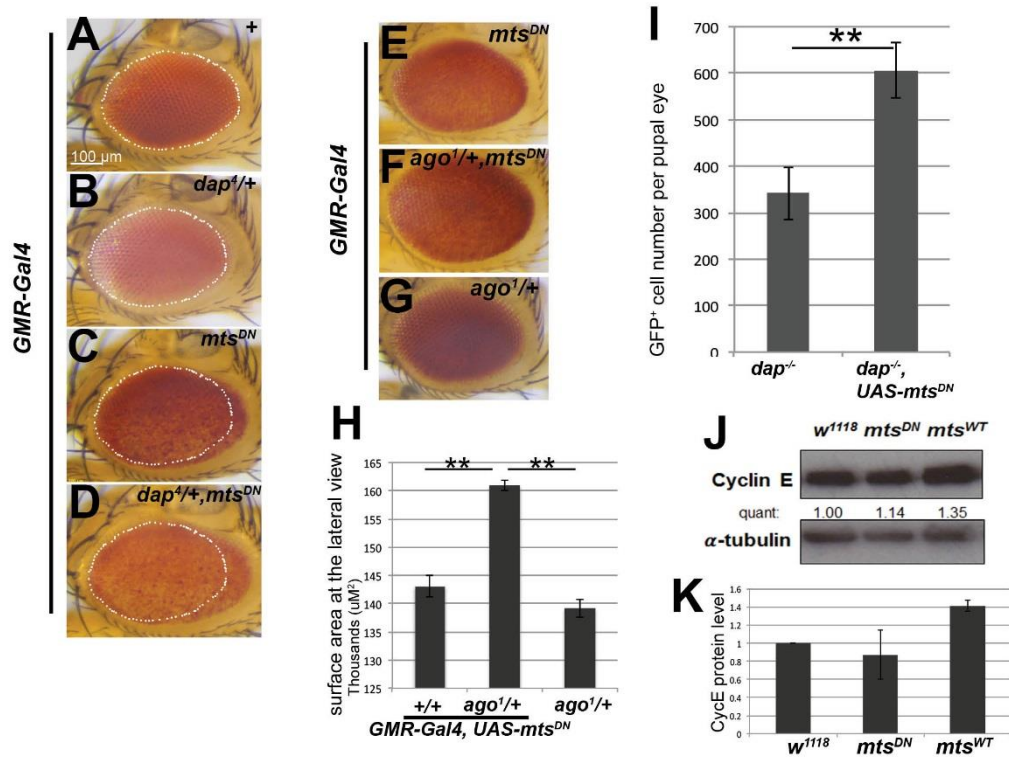 A
+
100 μm
B
dap⁴/+
C
mtsᴰᴺ
D
dap⁴/+,mtsᴰᴺ
GMR-Gal4
E
mtsᴰᴺ
F
ago¹/+,mtsᴰᴺ
G
ago¹/+
GMR-Gal4
H
surface area at the lateral view
Thousands (uM²)
165
160
155
150
145
140
135
130
125
** **
+/+ ago¹/+ ago¹/+
GMR-Gal4, UAS-mtsᴰᴺ
I
GFP⁺ cell number per pupal eye
700
600
500
400
300
200
100
0
**
dap⁻/⁻ dap⁻/⁻,
UAS-mtsᴰᴺ
J
w¹¹¹⁸ mtsᴰᴺ mtsᵂᵀ
Cyclin E
quant: 1.00 1.14 1.35
α-tubulin
K
CycE protein level
1.6
1.4
1.2
1
0.8
0.6
0.4
0.2
0
w¹¹¹⁸ mtsᴰᴺ mtsᵂᵀ